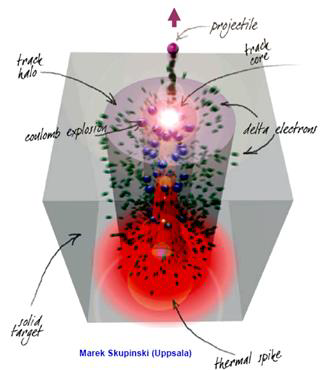 projectile
track
halo
track
core
coulomb explosion
delta electrons
solid
target
Marek Skupinski (Uppsala)
thermal spike